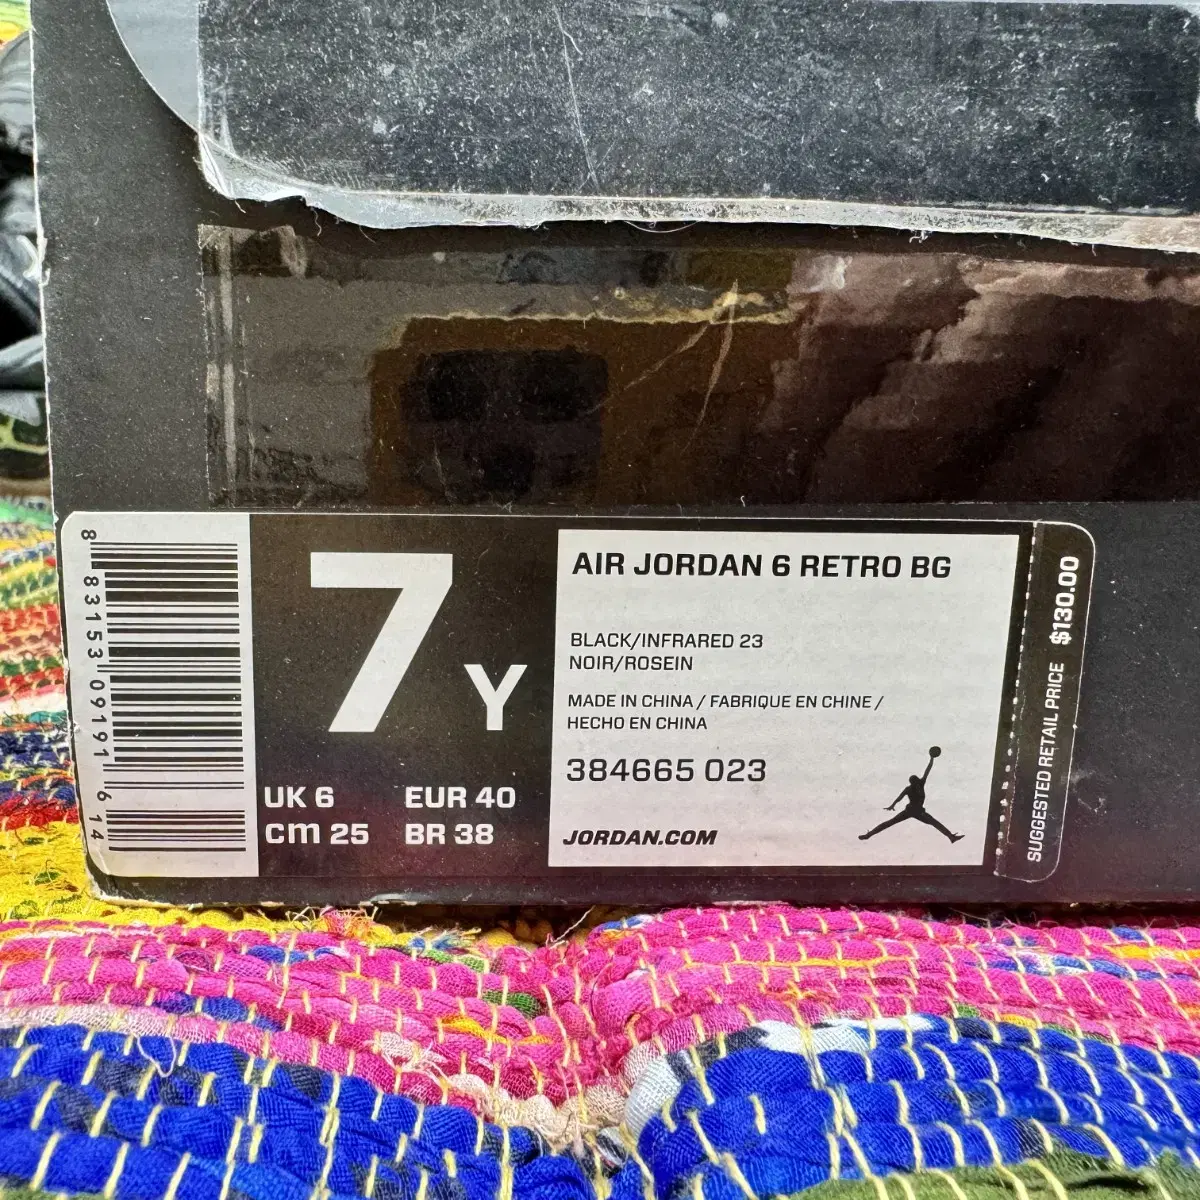 8 83153 09191 6 14
7Y
UK 6 EUR 40
cm 25 BR 38
AIR JORDAN 6 RETRO BG
BLACK/INFRARED 23
NOIR/ROSEIN
MADE IN CHINA / FABRIQUE EN CHINE /
HECHO EN CHINA
384665 023
JORDAN.COM
SUGGESTED RETAIL PRICE $130.00